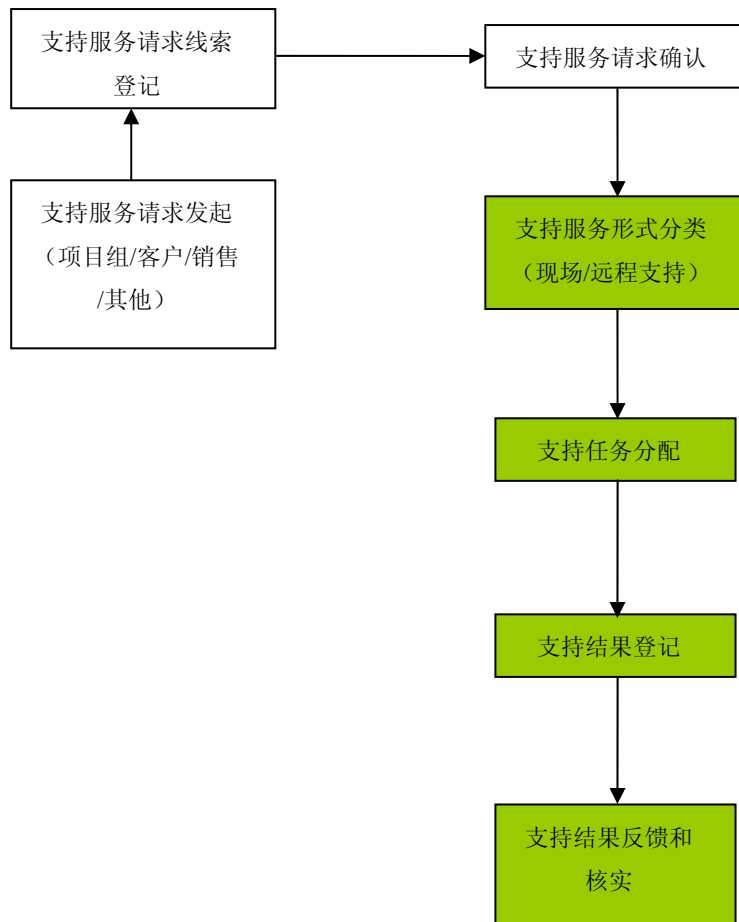 支持服务请求线索
登记
支持服务请求确认
支持服务请求发起
（项目组/客户/销售
/其他）
支持服务形式分类
（现场/远程支持）
支持任务分配
支持结果登记
支持结果反馈和
核实